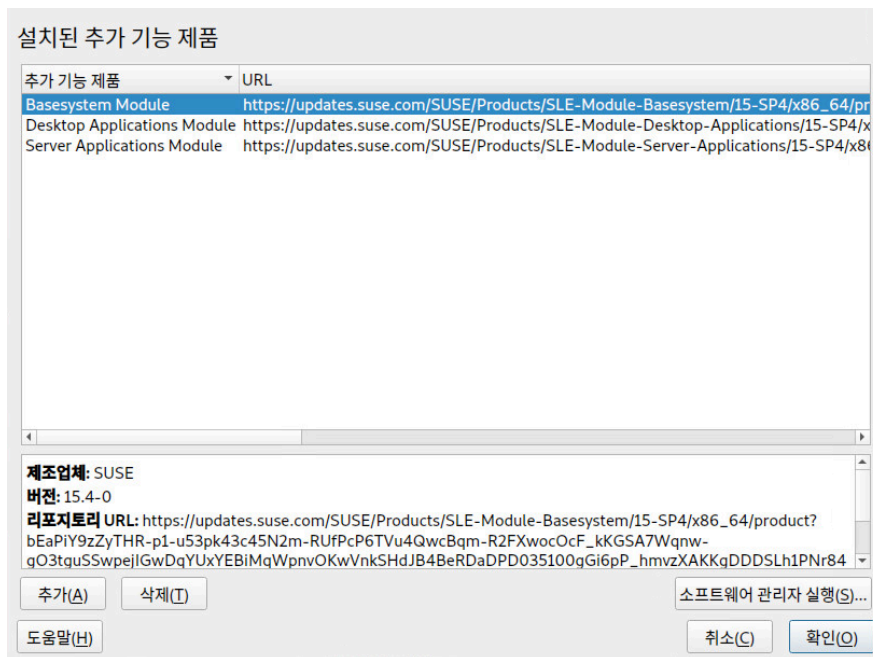 설치된 추가 기능 제품
추가 기능 제품 URL
Basesystem Module https://updates.suse.com/SUSE/Products/SLE-Module-Basesystem/15-SP4/x86_64/pr
Desktop Applications Module https://updates.suse.com/SUSE/Products/SLE-Module-Desktop-Applications/15-SP4/x
Server Applications Module https://updates.suse.com/SUSE/Products/SLE-Module-Server-Applications/15-SP4/x86
제조업체: SUSE
버전: 15.4-0
리포지토리 URL: https://updates.suse.com/SUSE/Products/SLE-Module-Basesystem/15-SP4/x86_64/product?
bEaPiY9zZyTHR-p1-u53pk43c45N2m-RUfPcP6TVu4QwcBqm-R2FXwocOcF_kKGSA7Wqnw-
gO3tguSSwpejIGwDqYUxYEBiMqWpnvOKwVnkSHdJB4BeRDaDPD035100gGi6pP_hmvzXAKKgDDDSLh1PNr84
추가(A) 삭제(T) 소프트웨어 관리자 실행(S)...
도움말(H) 취소(C) 확인(O)